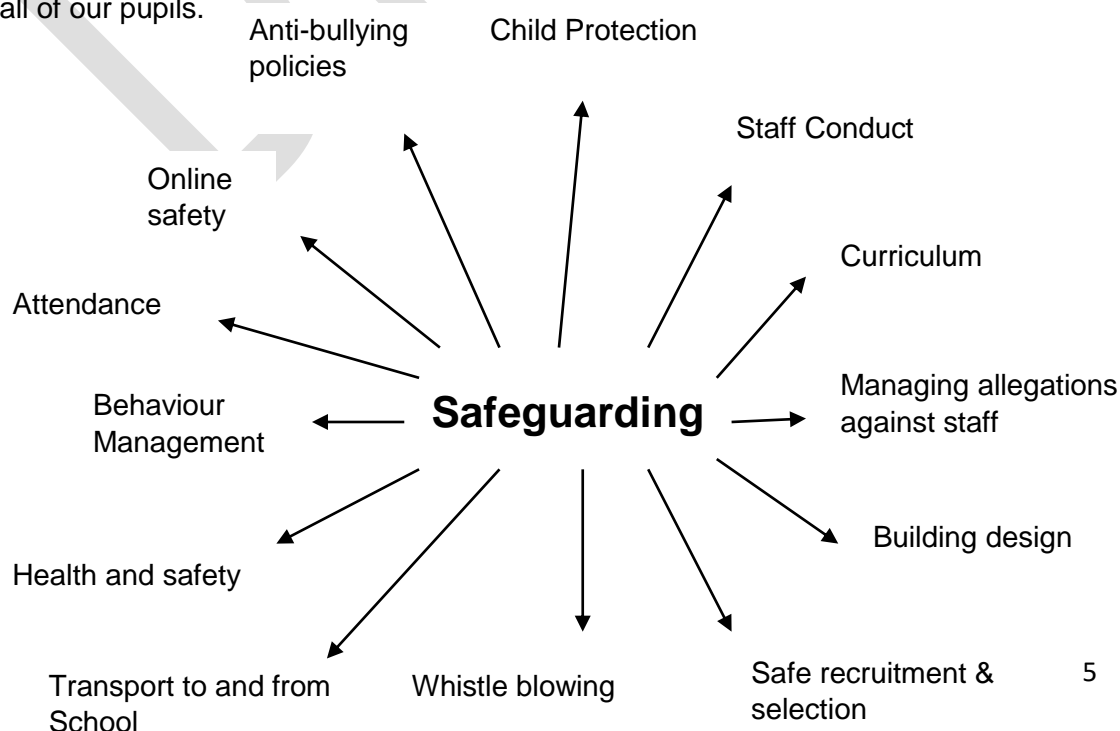 all of our pupils.
Anti-bullying
policies
Child Protection
Staff Conduct
Online
safety
Curriculum
Attendance
Behaviour
Management
Safeguarding
Managing allegations
against staff
Building design
Health and safety
Transport to and from
School
Whistle blowing
Safe recruitment &
selection
5